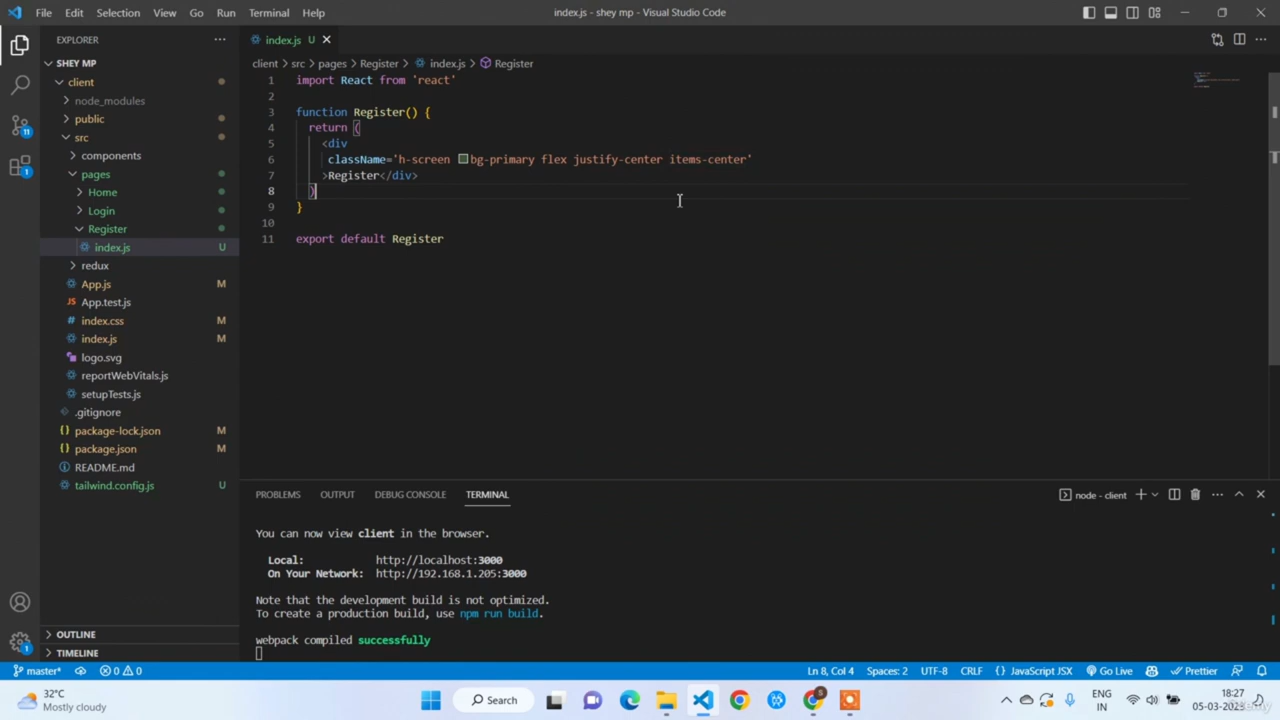 File Edit Selection View Go Run Terminal Help
index.js - shey mp - Visual Studio Code
EXPLORER
SHEY MP
client
node_modules
public
src
components
pages
Home
Login
Register
index.js U
redux
App.js M
App.test.js
index.css M
index.js M
logo.svg
reportWebVitals.js
setupTests.js
.gitignore
package-lock.json M
package.json M
README.md
tailwind.config.js U
OUTLINE
TIMELINE
11
1
index.js U
client > src > pages > Register > index.js > Register
1 import React from 'react'
2
3 function Register() {
4 return (
5 <div
6 className='h-screen bg-primary flex justify-center items-center'
7 >Register</div>
8 )
9 }
10
11 export default Register
PROBLEMS OUTPUT DEBUG CONSOLE TERMINAL
node - client
You can now view client in the browser.
Local: http://localhost:3000
On Your Network: http://192.168.1.205:3000
Note that the development build is not optimized.
To create a production build, use npm run build.
webpack compiled successfully
master* 0 0 Ln 8, Col 4 Spaces: 2 UTF-8 CRLF {} JavaScript JSX Go Live Prettier
32°C
Mostly cloudy
Search
ENG
IN
18:27